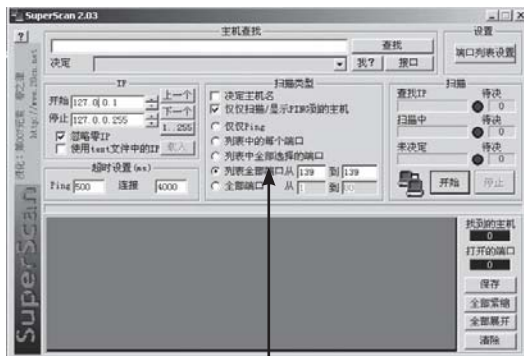 SuperScan 2.03
主机查找
查找
决定
我?
接口
设置
端口列表设置
IP
开始 127.0.0.1
停止 127.0.0.255
上一个
下一个
1..255
忽略零IP
使用text文件中的IP
载入
超时设置(ms)
Ping 500
连接 4000
扫描类型
决定主机名
仅仅扫描/显示PING到的主机
仅仅Ping
列表中的每个端口
列表中全部选择的端口
列表全部端口从 139 到 139
全部端口 从 1 到
扫描
查找IP 待决
0
扫描中 待决
0
未决定 待决
0
开始
停止
找到的主机
0
打开的端口
0
保存
全部紧缩
全部展开
清除
SuperScan